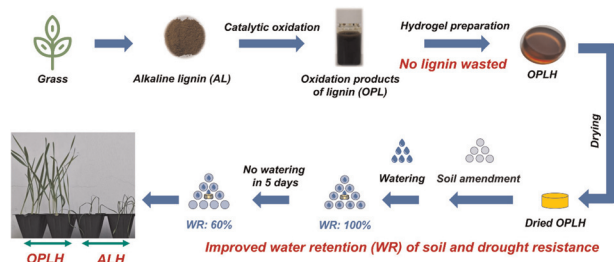 Catalytic oxidation
Hydrogel preparation
Grass
Alkaline lignin (AL)
Oxidation products
of lignin (OPL)
No lignin wasted
OPLH
Drying
No watering
in 5 days
Watering
Soil amendment
WR: 60%
WR: 100%
Dried OPLH
OPLH
ALH
Improved water retention (WR) of soil and drought resistance